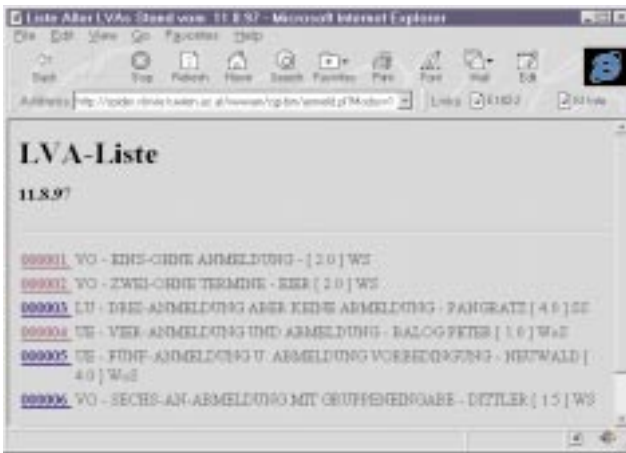 Liste Aller LVAs Stand vom 11.8.97 - Microsoft Internet Explorer
File Edit View Go Favorites Help
Back Stop Refresh Home Search Favorites Print Font Mail Edit
Links
LVA-Liste
11.8.97
000001 VO - EINS-OHNE ANMELDUNG - [ 2.0 ] WS
000002 VO - ZWEI-OHNE TERMINE - EIER [ 2.0 ] WS
000003 LU - DREI-ANMELDUNG ABER KEINE ABMELDUNG - PANGRATZ [ 4.0 ] SS
000004 UE - VIER-ANMELDUNG UND ABMELDUNG - BALOG PETER [ 1.0 ] WuS
000005 UE - FÜNF-ANMELDUNG U. ABMELDUNG VORBEDINGUNG - NEUWALD [
4.0 ] WuS
000006 VO - SECHS-AN-ABMELDUNG MIT GRUPPENEINGABE - DITTLER [ 1.5 ] WS